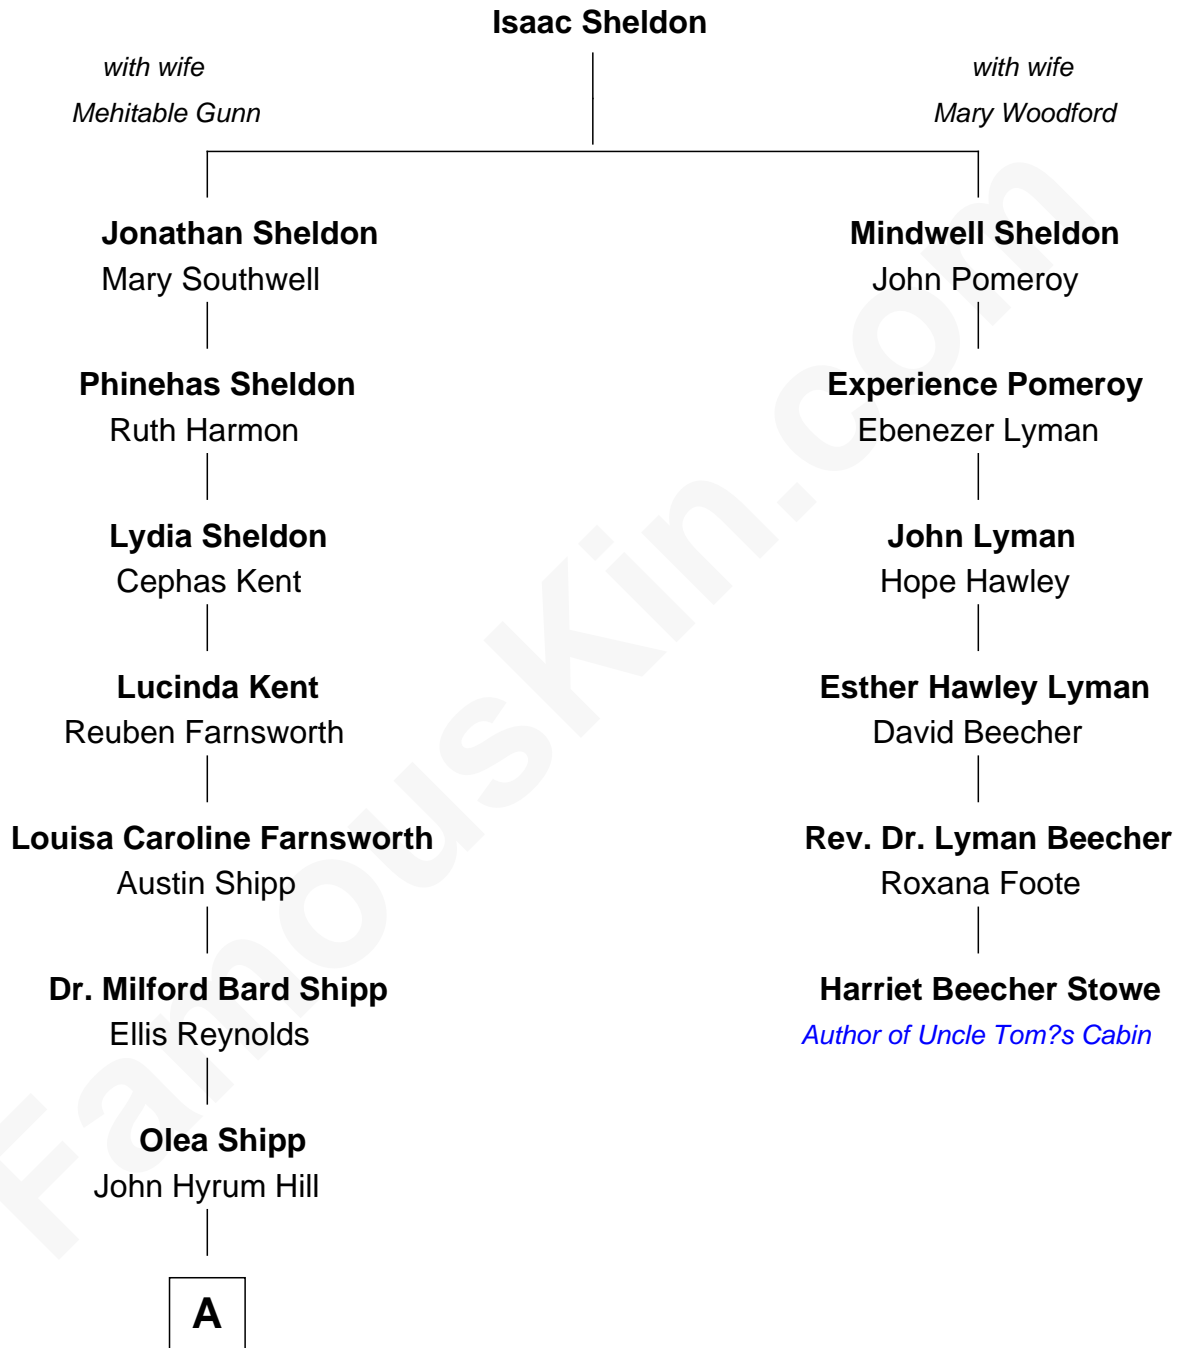 Isaac Sheldon
with wife
Mehitable Gunn
with wife
Mary Woodford
Jonathan Sheldon
Mary Southwell
Phinehas Sheldon
Ruth Harmon
Lydia Sheldon
Cephas Kent
Lucinda Kent
Reuben Farnsworth
Louisa Caroline Farnsworth
Austin Shipp
Dr. Milford Bard Shipp
Ellis Reynolds
Olea Shipp
John Hyrum Hill
A
Mindwell Sheldon
John Pomeroy
Experience Pomeroy
Ebenezer Lyman
John Lyman
Hope Hawley
Esther Hawley Lyman
David Beecher
Rev. Dr. Lyman Beecher
Roxana Foote
Harriet Beecher Stowe
Author of Uncle Tom?s Cabin
FamousKin.com